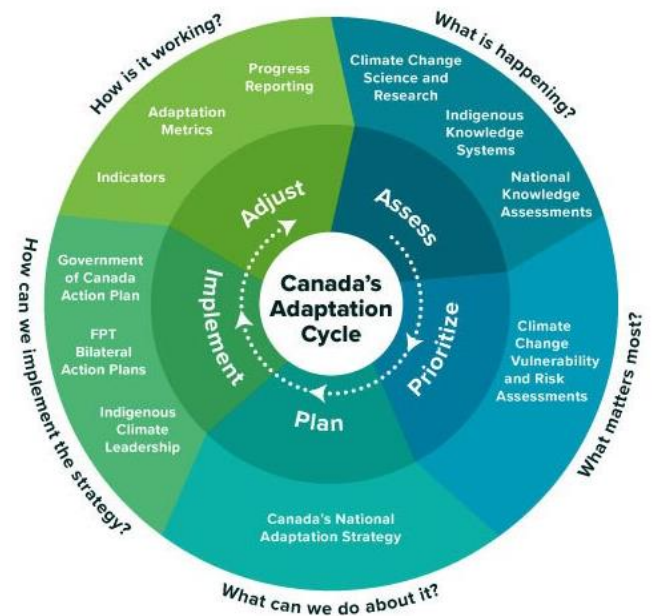 What is happening?
Climate Change
Science and
Research
Indigenous
Knowledge
Systems
National
Knowledge
Assessments
Assess
What matters most?
Climate
Change
Vulnerability
and Risk
Assessments
Prioritize
What can we do about it?
Canada's National
Adaptation Strategy
Plan
How can we implement the strategy?
Government
of Canada
Action Plan
FPT
Bilateral
Action Plans
Indigenous
Climate
Leadership
Implement
How is it working?
Progress
Reporting
Adaptation
Metrics
Indicators
Adjust
Canada's
Adaptation
Cycle